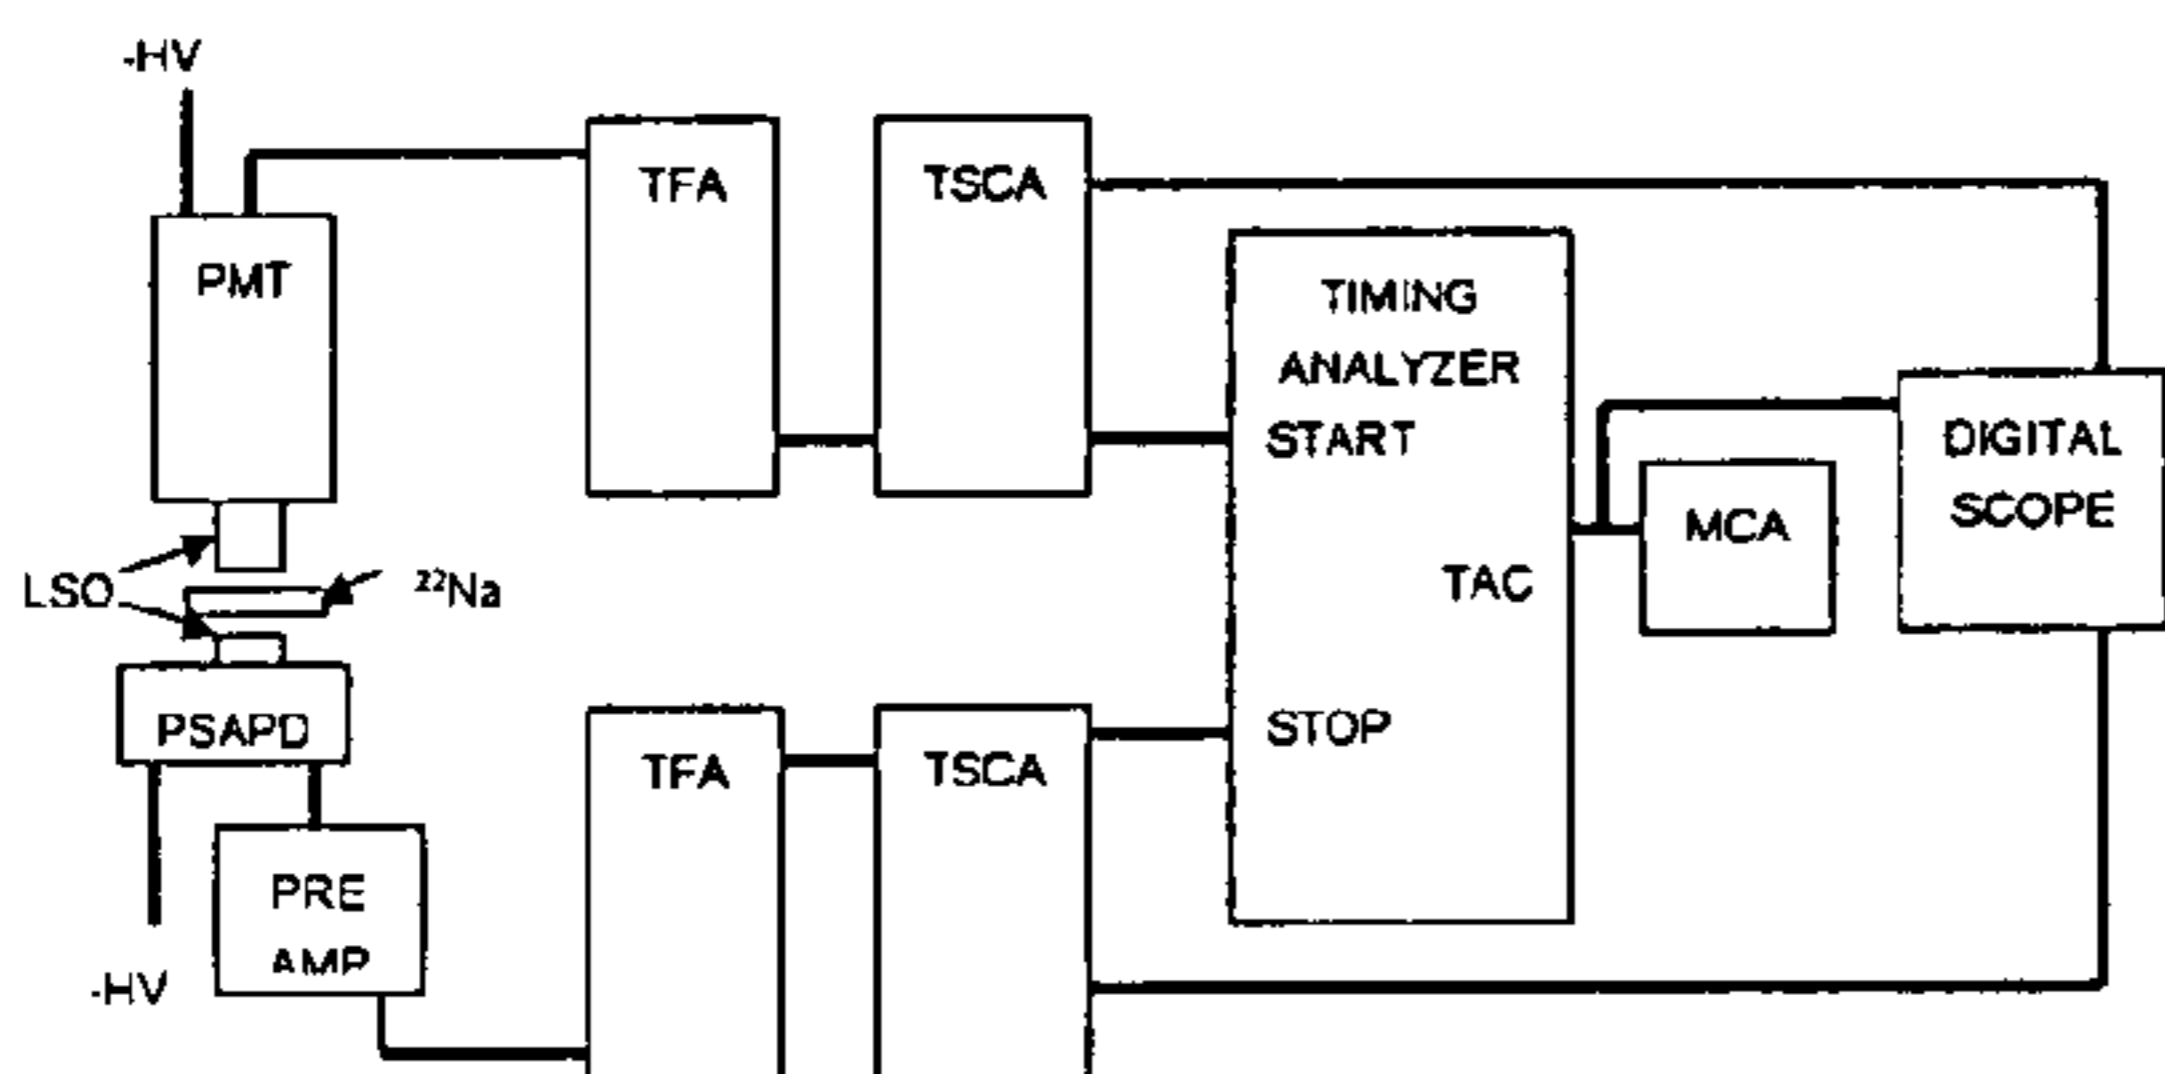 -HV
TFA
TSCA
PMT
TIMING
ANALYZER
START
DIGITAL
SCOPE
MCA
LSO
²²Na
TAC
PSAPD
STOP
TFA
TSCA
PRE
AMP
-HV